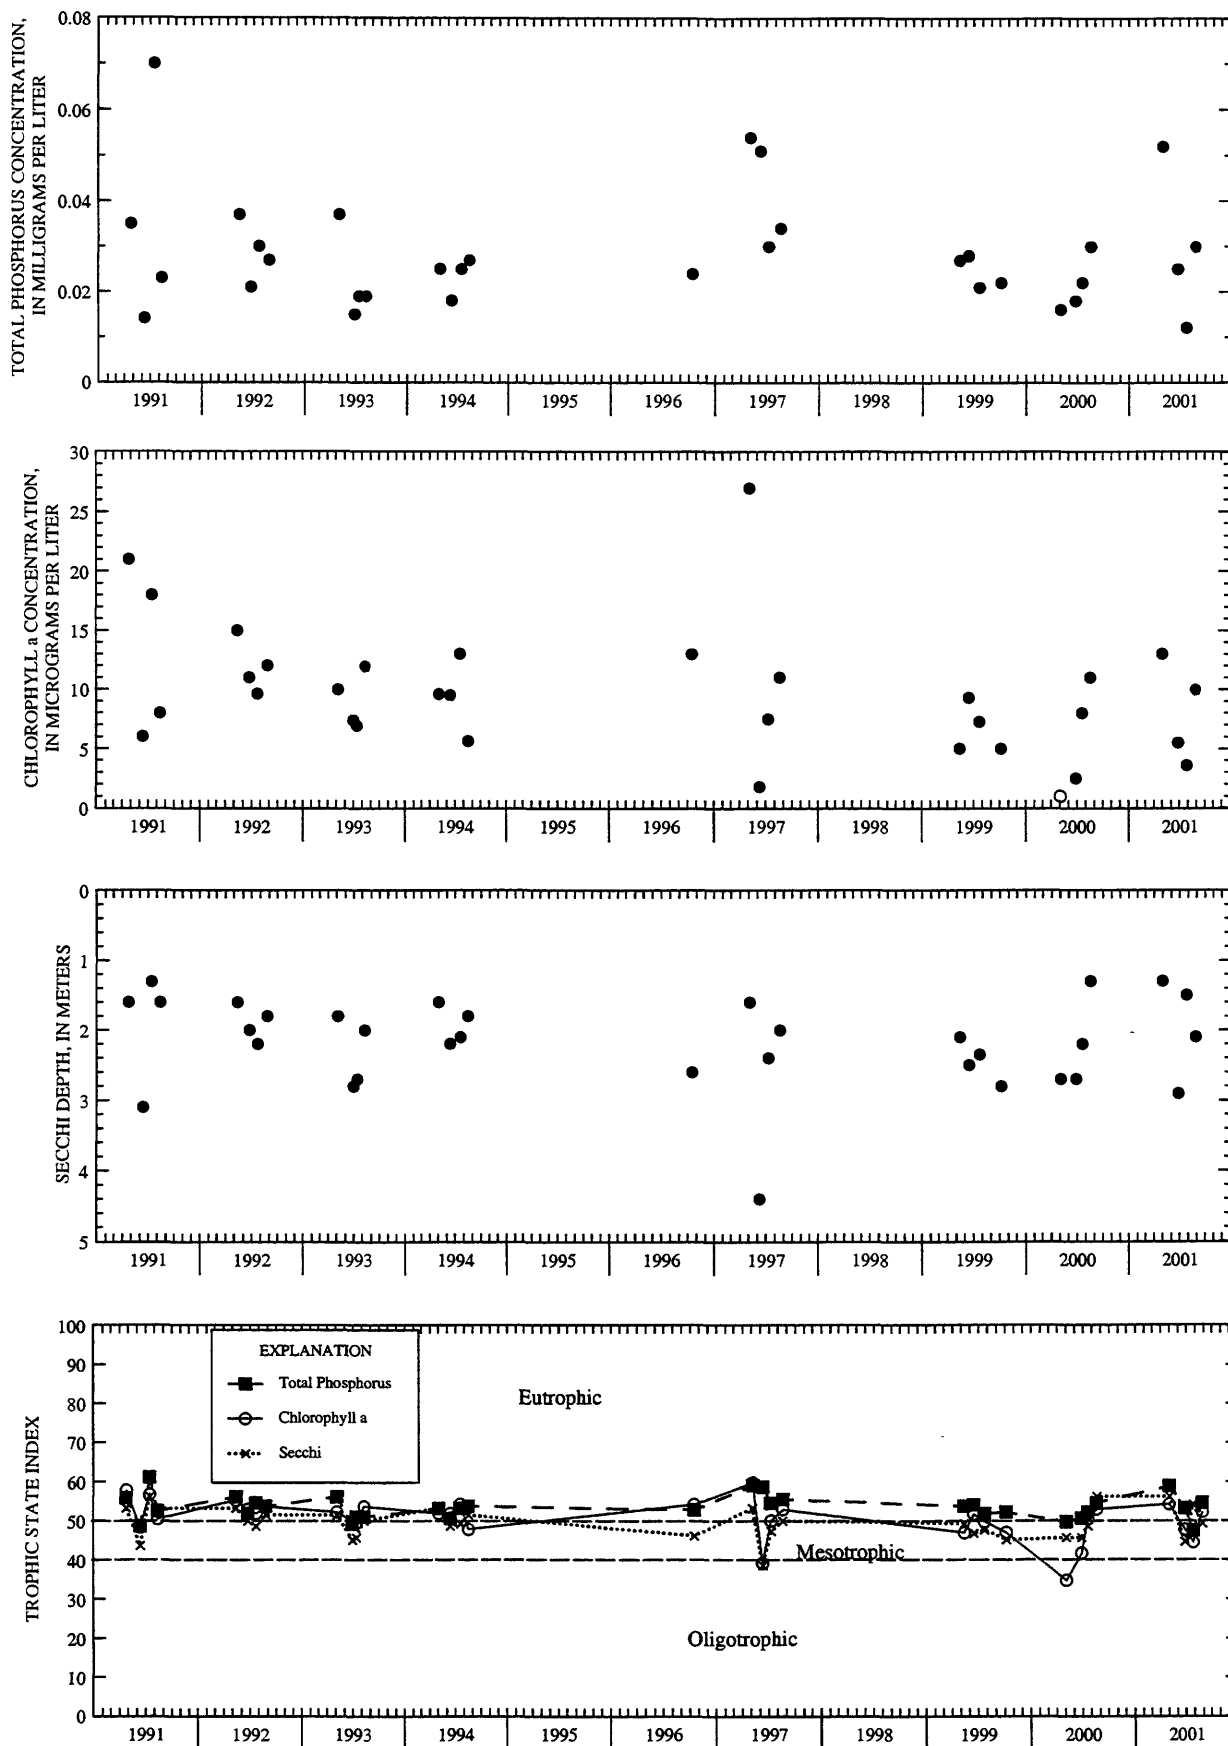 TOTAL PHOSPHORUS CONCENTRATION,
IN MILLIGRAMS PER LITER
0.08
0.06
0.04
0.02
0
1991 1992 1993 1994 1995 1996 1997 1998 1999 2000 2001
CHLOROPHYLL a CONCENTRATION,
IN MICROGRAMS PER LITER
30
25
20
15
10
5
0
1991 1992 1993 1994 1995 1996 1997 1998 1999 2000 2001
SECCHI DEPTH, IN METERS
0
1
2
3
4
5
1991 1992 1993 1994 1995 1996 1997 1998 1999 2000 2001
TROPHIC STATE INDEX
100
90
80
70
60
50
40
30
20
10
0
EXPLANATION
Total Phosphorus
Chlorophyll a
Secchi
Eutrophic
Mesotrophic
Oligotrophic
1991 1992 1993 1994 1995 1996 1997 1998 1999 2000 2001